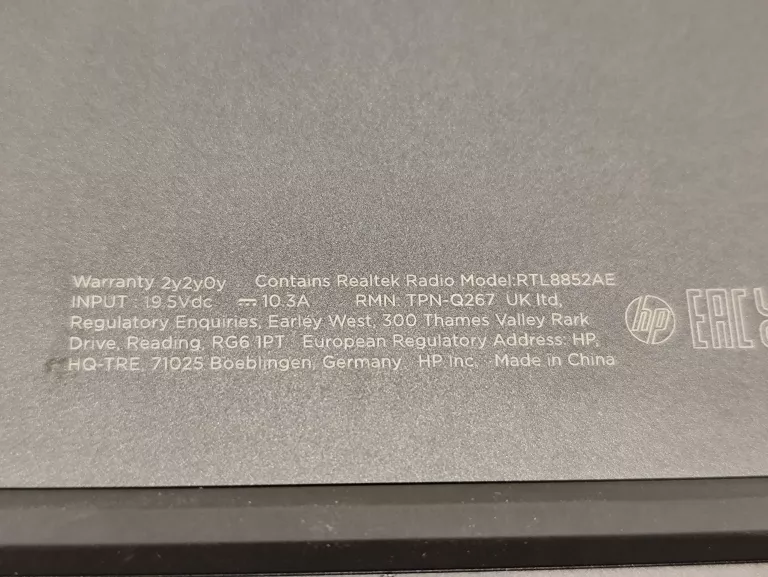 Warranty 2y2y0y Contains Realtek Radio Model:RTL8852AE
INPUT : 19.5Vdc ⎓ 10.3A RMN: TPN-Q267 UK ltd,
Regulatory Enquiries, Earley West, 300 Thames Valley Park
Drive, Reading, RG6 1PT European Regulatory Address: HP,
HQ-TRE, 71025 Boeblingen, Germany HP Inc. Made in China
hp
EAC